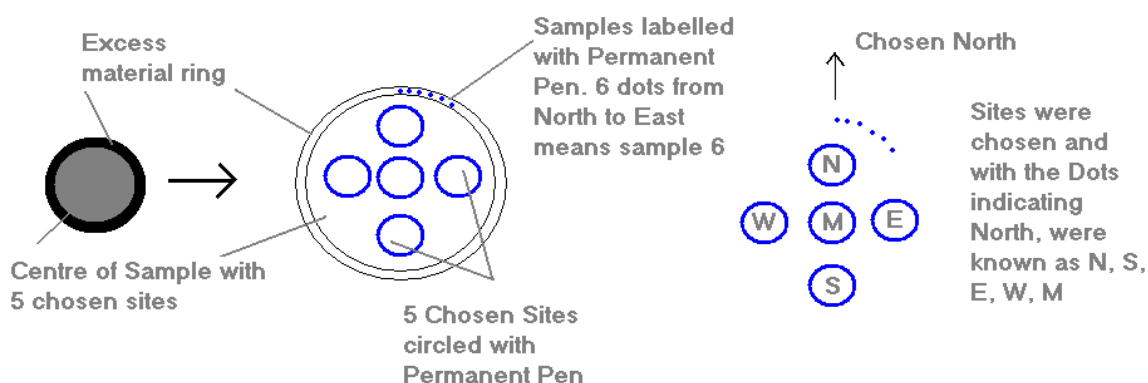 Excess
material ring
Samples labelled
with Permanent
Pen. 6 dots from
North to East
means sample 6
Centre of Sample with
5 chosen sites
5 Chosen Sites
circled with
Permanent Pen
Chosen North
N
W
M
E
S
Sites were
chosen and
with the Dots
indicating
North, were
known as N, S,
E, W, M